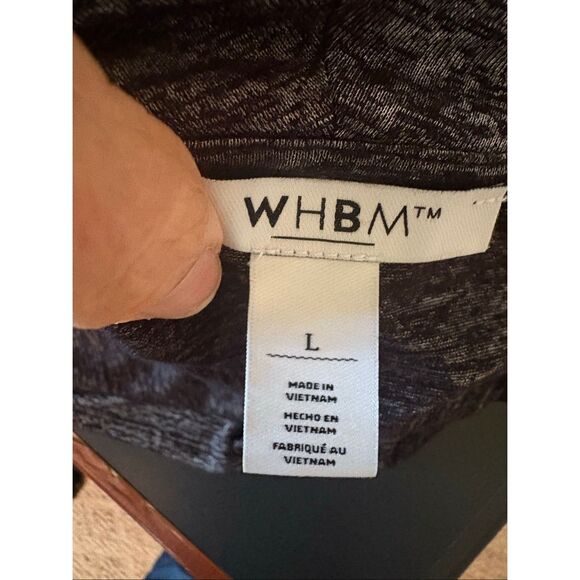 WHBM™
L
MADE IN
VIETNAM
HECHO EN
VIETNAM
FABRIQUÉ AU
VIETNAM